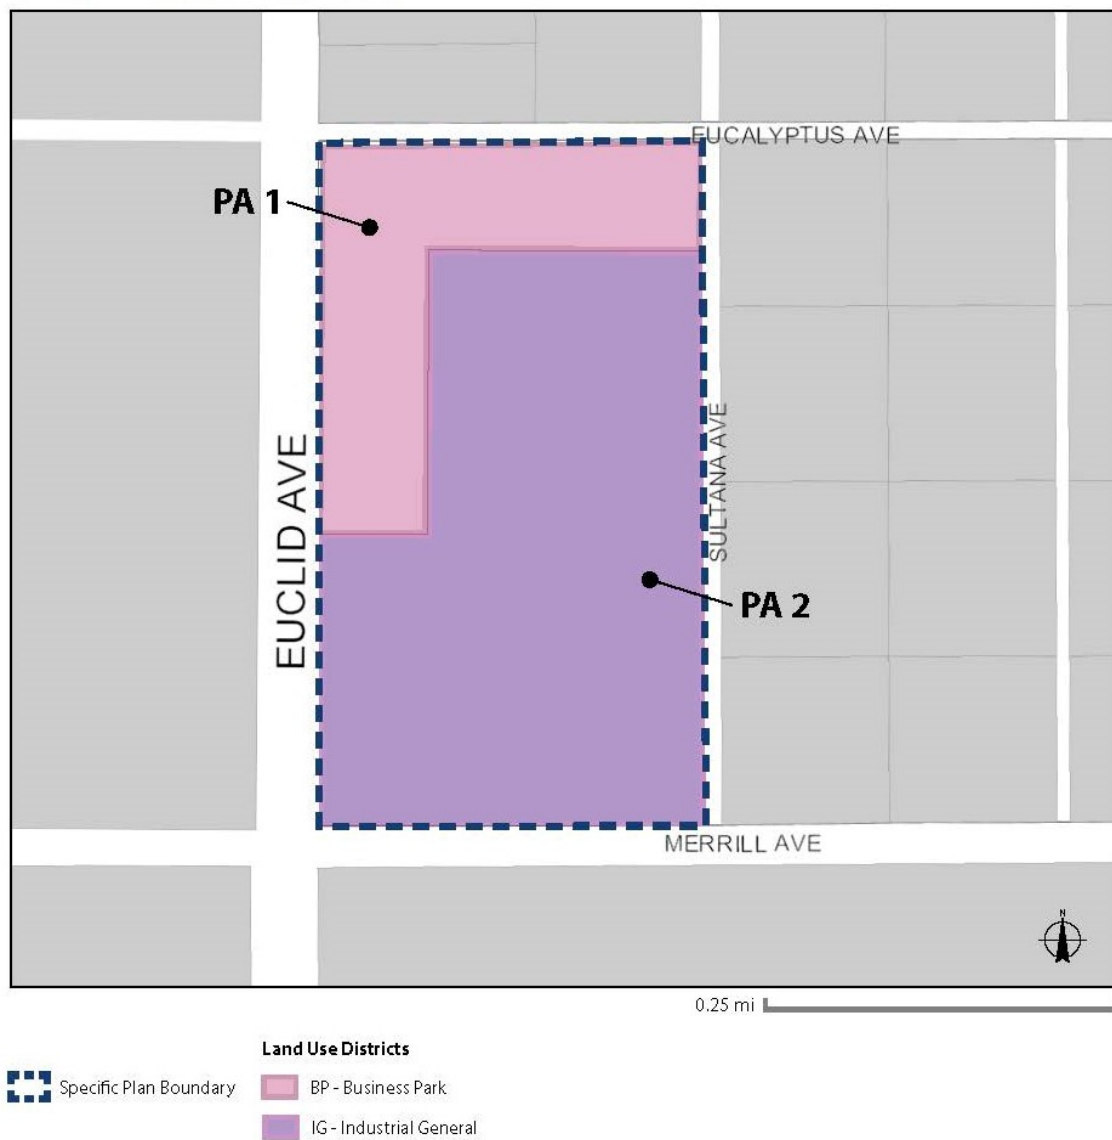 EUCALYPTUS AVE
PA 1
EUCLID AVE
SULTANA AVE
PA 2
MERRILL AVE
N
0.25 mi
Land Use Districts
Specific Plan Boundary
BP - Business Park
IG - Industrial General